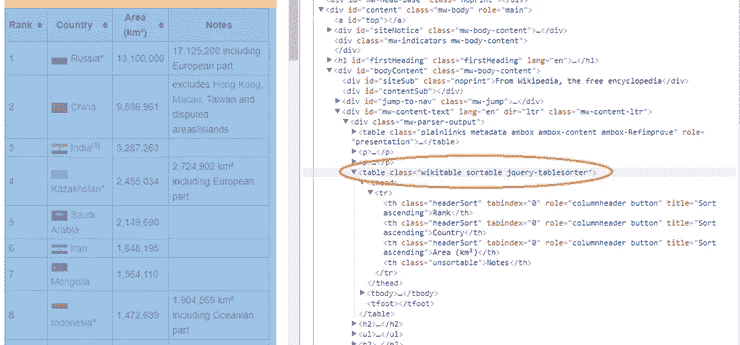 Rank Country Area (km²) Notes
1 Russia* 13,100,000 17,125,200 including European part
2 China 9,596,961 excludes Hong Kong, Macau, Taiwan and disputed areas/islands
3 India[1] 3,287,263
4 Kazakhstan* 2,455,034 2,724,902 km² including European part
5 Saudi Arabia 2,149,690
6 Iran 1,648,195
7 Mongolia 1,564,110
8 Indonesia* 1,472,639 1,904,569 km² including Oceanian part
▼<div id="content" class="mw-body" role="main">
<a id="top"></a>
▶<div id="siteNotice" class="mw-body-content">…</div>
<div class="mw-indicators mw-body-content">
</div>
▶<h1 id="firstHeading" class="firstHeading" lang="en">…</h1>
▼<div id="bodyContent" class="mw-body-content">
<div id="siteSub" class="noprint">From Wikipedia, the free encyclopedia</div>
<div id="contentSub"></div>
▶<div id="jump-to-nav" class="mw-jump">…</div>
▼<div id="mw-content-text" lang="en" dir="ltr" class="mw-content-ltr">
▼<div class="mw-parser-output">
▶<table class="plainlinks metadata ambox ambox-content ambox-Refimprove" role=
"presentation">…</table>
▶<p>…</p>
▶<p>…</p>
▼<table class="wikitable sortable jquery-tablesorter">
▼<thead>
▼<tr>
<th class="headerSort" tabindex="0" role="columnheader button" title="Sort
ascending">Rank</th>
<th class="headerSort" tabindex="0" role="columnheader button" title="Sort
ascending">Country</th>
<th class="headerSort" tabindex="0" role="columnheader button" title="Sort
ascending">Area (km²)</th>
<th class="unsortable">Notes</th>
</tr>
</thead>
▶<tbody>…</tbody>
<tfoot></tfoot>
</table>
▶<h2>…</h2>
▶<ul>…</ul>
▶<h2>…</h2>